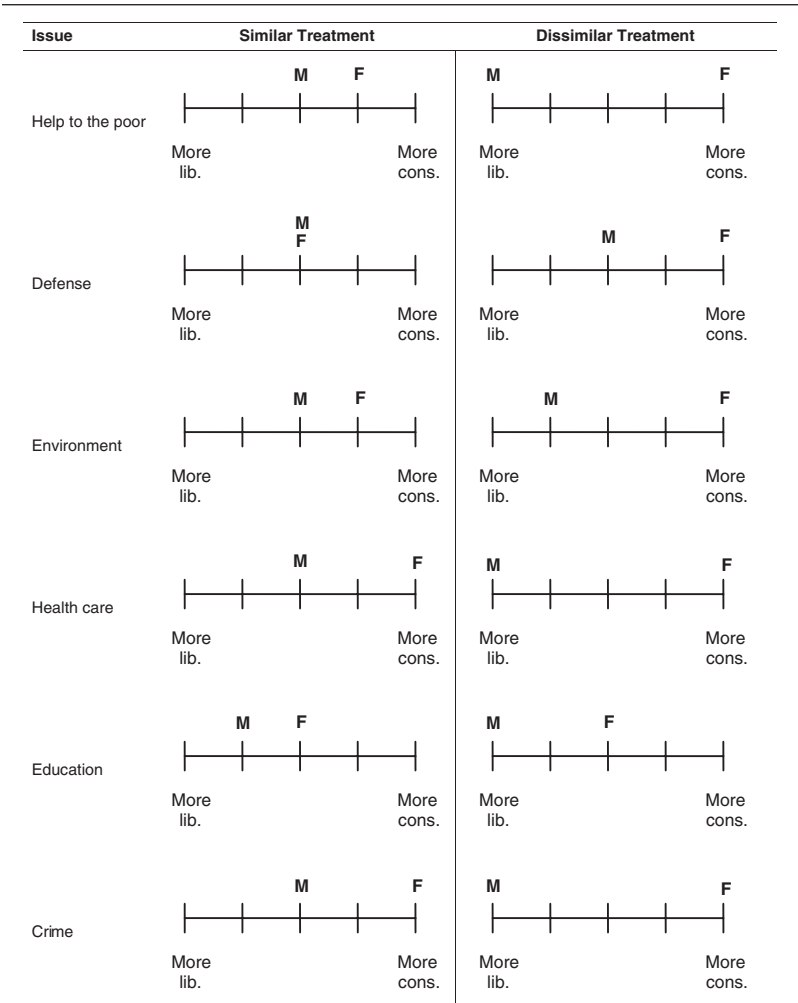 Issue Similar Treatment Dissimilar Treatment
M F M F
Help to the poor
More More More More
lib. cons. lib. cons.
M
F M F
Defense
More More More More
lib. cons. lib. cons.
M F M F
Environment
More More More More
lib. cons. lib. cons.
M F M F
Health care
More More More More
lib. cons. lib. cons.
M F M F
Education
More More More More
lib. cons. lib. cons.
M F M F
Crime
More More More More
lib. cons. lib. cons.